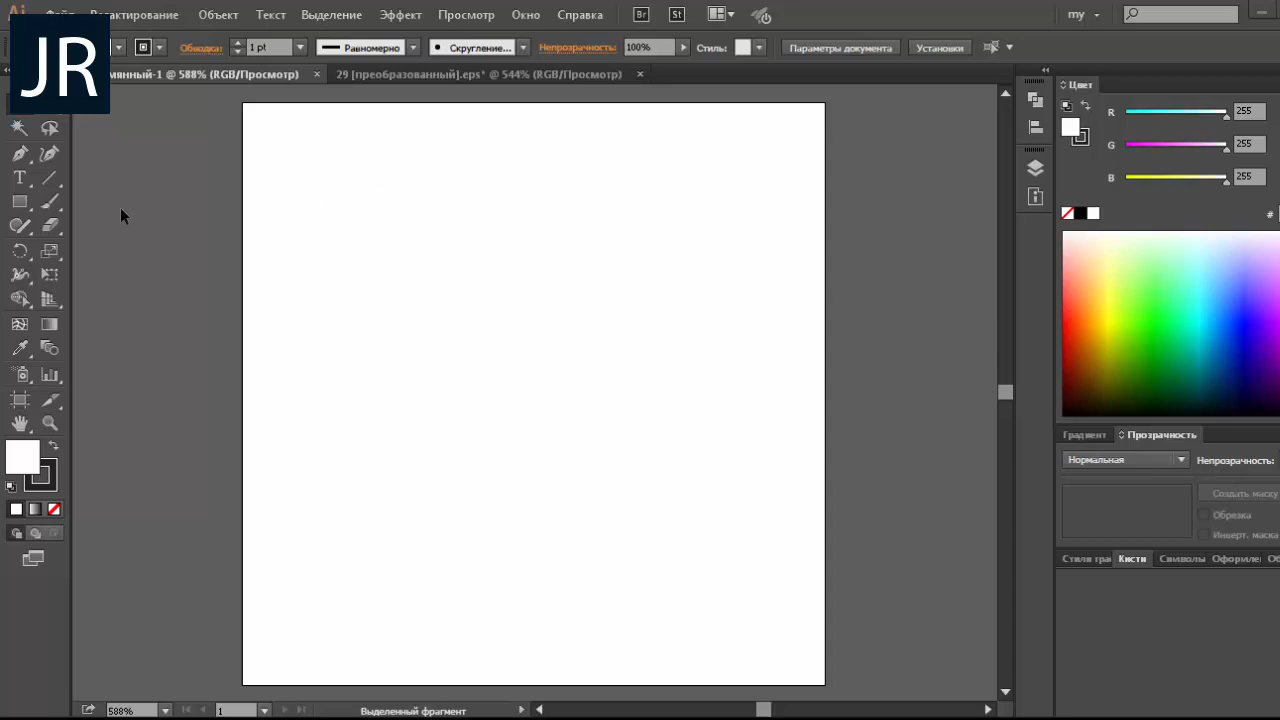 Ai Файл Редактирование Объект Текст Выделение Эффект Просмотр Окно Справка Br St my
Обводка: 1 pt Равномерно Скругление... Непрозрачность: 100% Стиль: Параметры документа Установки
JR
-1 @ 588% (RGB/Просмотр) × 29 [преобразованный].eps* @ 544% (RGB/Просмотр) ×
Цвет
R 255
G 255
B 255
#
T
Градиент Прозрачность
Нормальная Непрозрачность:
Создать маску
Обрезка
Инверт. маска
Кисти Символы
588% 1 Выделенный фрагмент